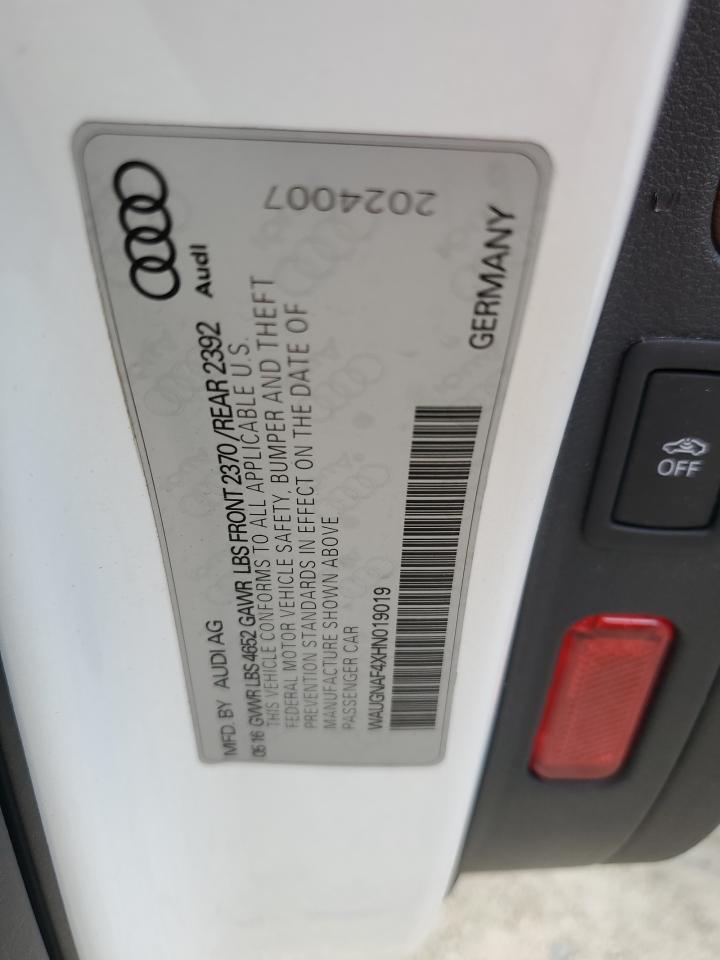 Audi
MFD. BY AUDI AG
0516 GVWR LBS 4652 GAWR LBS FRONT 2370 / REAR 2392
THIS VEHICLE CONFORMS TO ALL APPLICABLE U.S.
FEDERAL MOTOR VEHICLE SAFETY, BUMPER AND THEFT
PREVENTION STANDARDS IN EFFECT ON THE DATE OF
MANUFACTURE SHOWN ABOVE
PASSENGER CAR
WAUGNAF4XHN019019
GERMANY
2024007
OFF